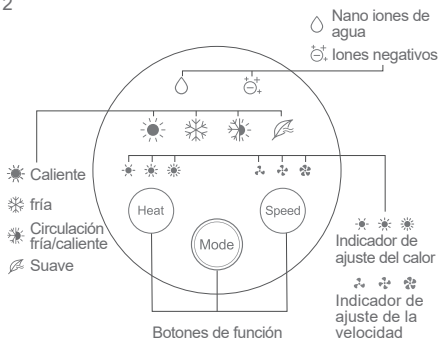 2
Nano iones de
agua
Iones negativos
Caliente
fría
Circulación
fría/caliente
Suave
Heat
Speed
Mode
Indicador de
ajuste del calor
Indicador de
ajuste de la
velocidad
Botones de función